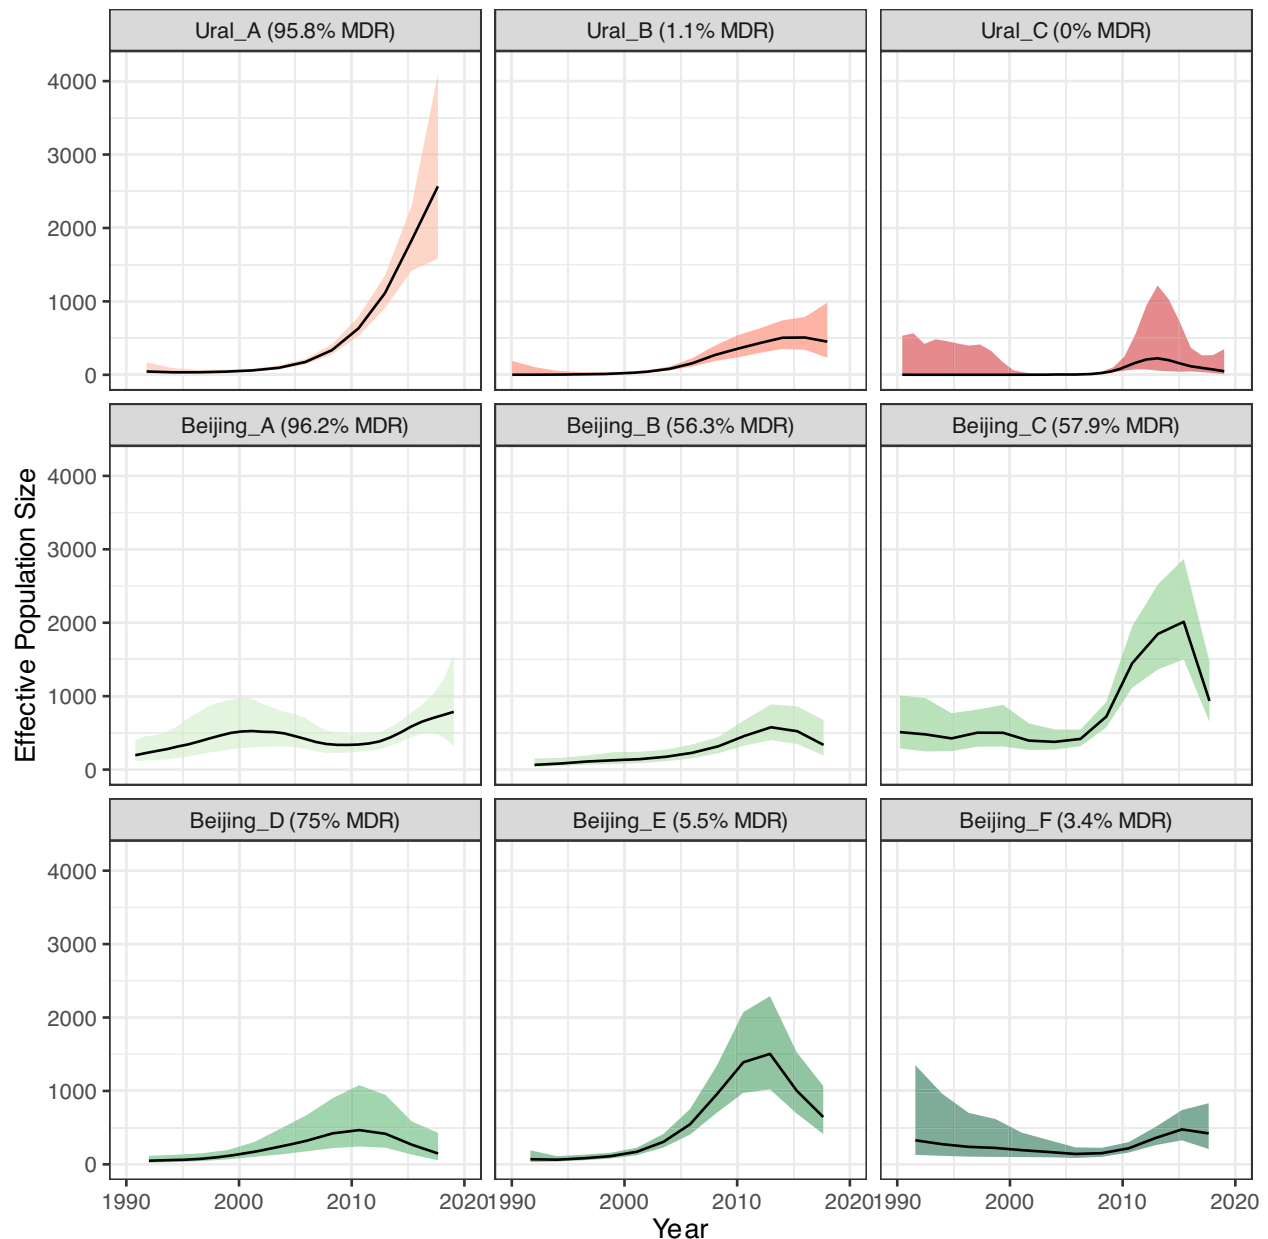 Ural_A (95.8% MDR) Ural_B (1.1% MDR) Ural_C (0% MDR)
4000
3000
2000
1000
0
Beijing_A (96.2% MDR) Beijing_B (56.3% MDR) Beijing_C (57.9% MDR)
4000
3000
2000
1000
0
Effective Population Size
Beijing_D (75% MDR) Beijing_E (5.5% MDR) Beijing_F (3.4% MDR)
4000
3000
2000
1000
0
1990 2000 2010 2020 1990 2000 2010 2020 1990 2000 2010 2020
Year